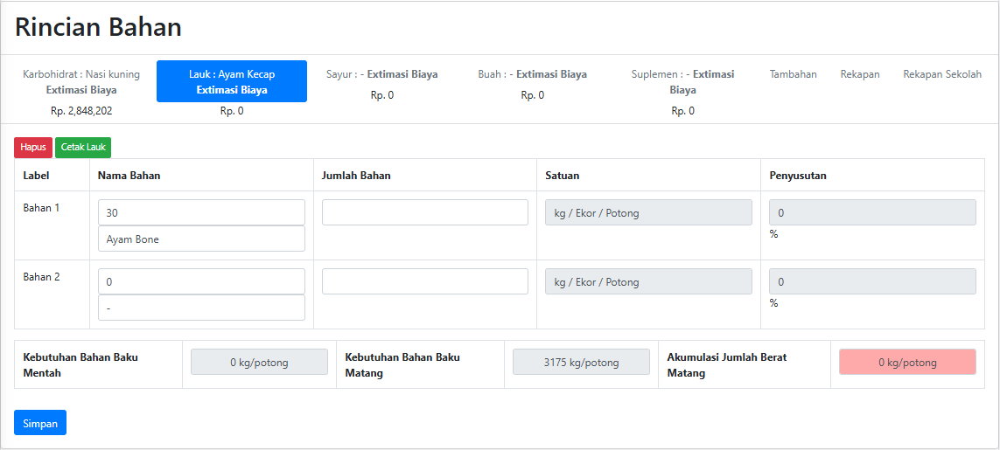 Rincian Bahan
Karbohidrat : Nasi kuning
Extimasi Biaya
Rp. 2,848,202
Lauk : Ayam Kecap
Extimasi Biaya
Rp. 0
Sayur : - Extimasi Biaya
Rp. 0
Buah : - Extimasi Biaya
Rp. 0
Suplemen : - Extimasi
Biaya
Rp. 0
Tambahan
Rekapan
Rekapan Sekolah
Hapus
Cetak Lauk
Label Nama Bahan Jumlah Bahan Satuan Penyusutan
Bahan 1 30 kg / Ekor / Potong 0
Ayam Bone %
Bahan 2 0 kg / Ekor / Potong 0
- %
Kebutuhan Bahan Baku
Mentah
0 kg/potong
Kebutuhan Bahan Baku
Matang
3175 kg/potong
Akumulasi Jumlah Berat
Matang
0 kg/potong
Simpan